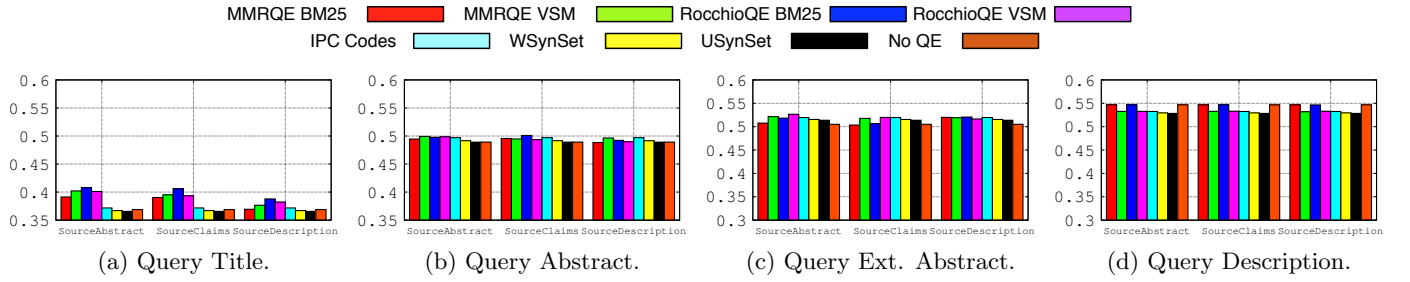 MMRQE BM25 MMRQE VSM RocchioQE BM25 RocchioQE VSM
IPC Codes WSynSet USynSet No QE
0.6
0.55
0.5
0.45
0.4
0.35
SourceAbstract SourceClaims SourceDescription
(a) Query Title.
0.6
0.55
0.5
0.45
0.4
0.35
SourceAbstract SourceClaims SourceDescription
(b) Query Abstract.
0.6
0.55
0.5
0.45
0.4
0.35
0.3
SourceAbstract SourceClaims SourceDescription
(c) Query Ext. Abstract.
0.6
0.55
0.5
0.45
0.4
0.35
0.3
SourceAbstract SourceClaims SourceDescription
(d) Query Description.